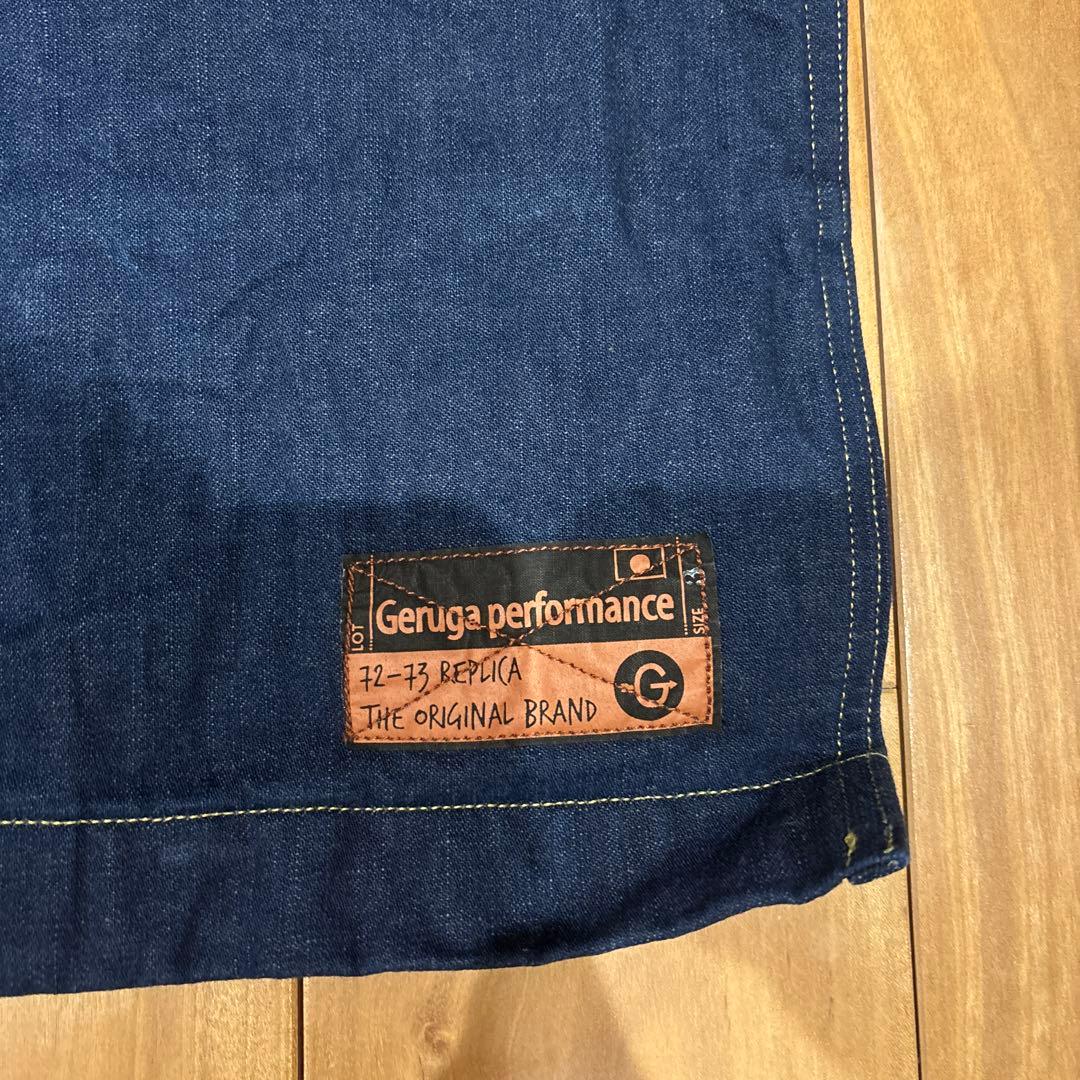 LOT
Geruga performance
SIZE
72-73 REPLICA
THE ORIGINAL BRAND
G